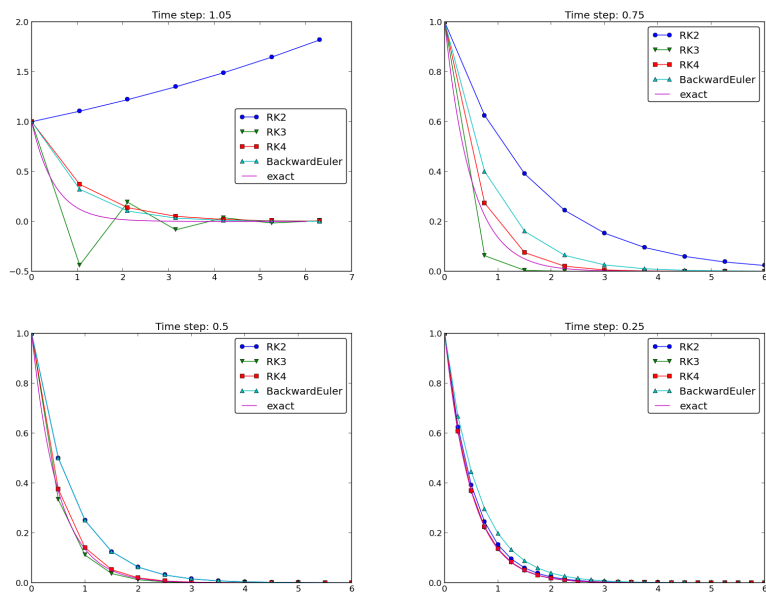 Time step: 1.05
2.0
1.5
1.0
0.5
0.0
−0.5
0 1 2 3 4 5 6 7
RK2
RK3
RK4
BackwardEuler
exact
Time step: 0.75
1.0
0.8
0.6
0.4
0.2
0.0
0 1 2 3 4 5 6
RK2
RK3
RK4
BackwardEuler
exact
Time step: 0.5
1.0
0.8
0.6
0.4
0.2
0.0
0 1 2 3 4 5 6
RK2
RK3
RK4
BackwardEuler
exact
Time step: 0.25
1.0
0.8
0.6
0.4
0.2
0.0
0 1 2 3 4 5 6
RK2
RK3
RK4
BackwardEuler
exact